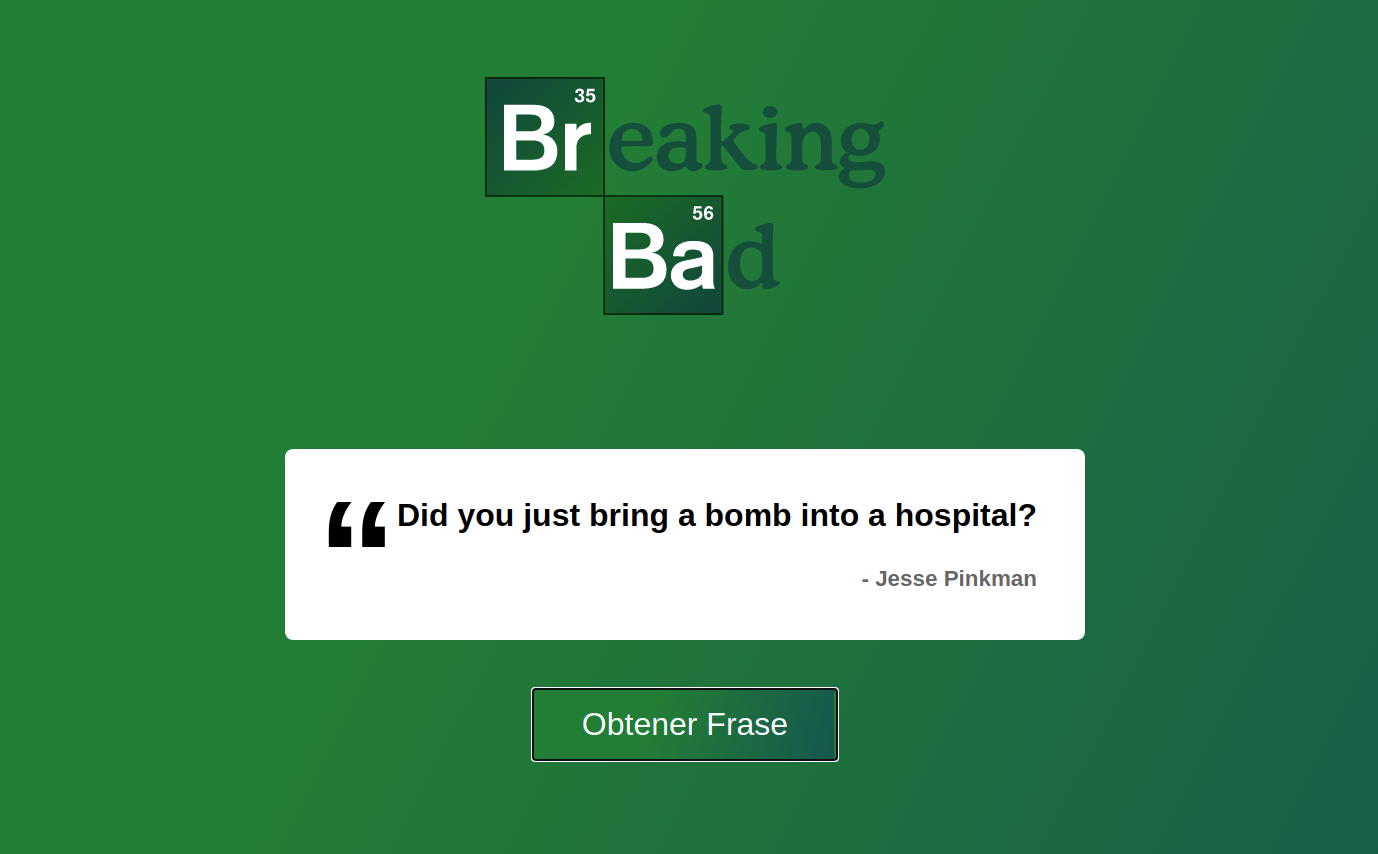 35
Breaking
56
Bad
“Did you just bring a bomb into a hospital?
- Jesse Pinkman
Obtener Frase